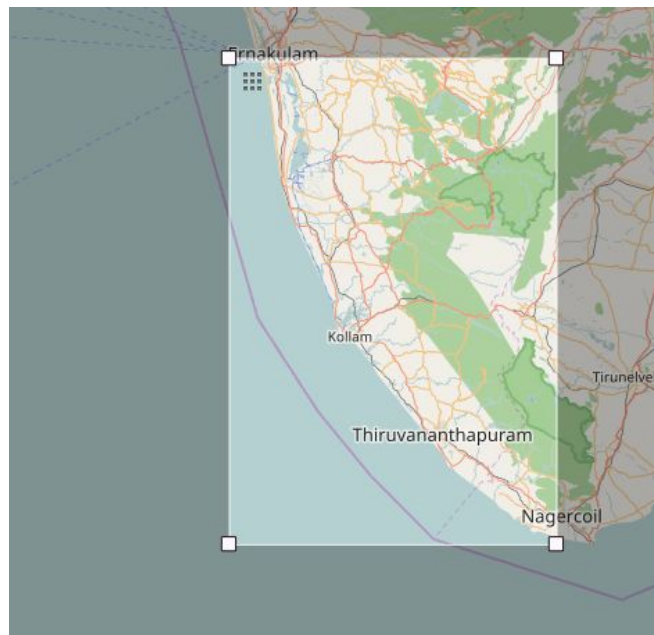 Ernakulam
Kollam
Tirunelve
Thiruvananthapuram
Nagercoil